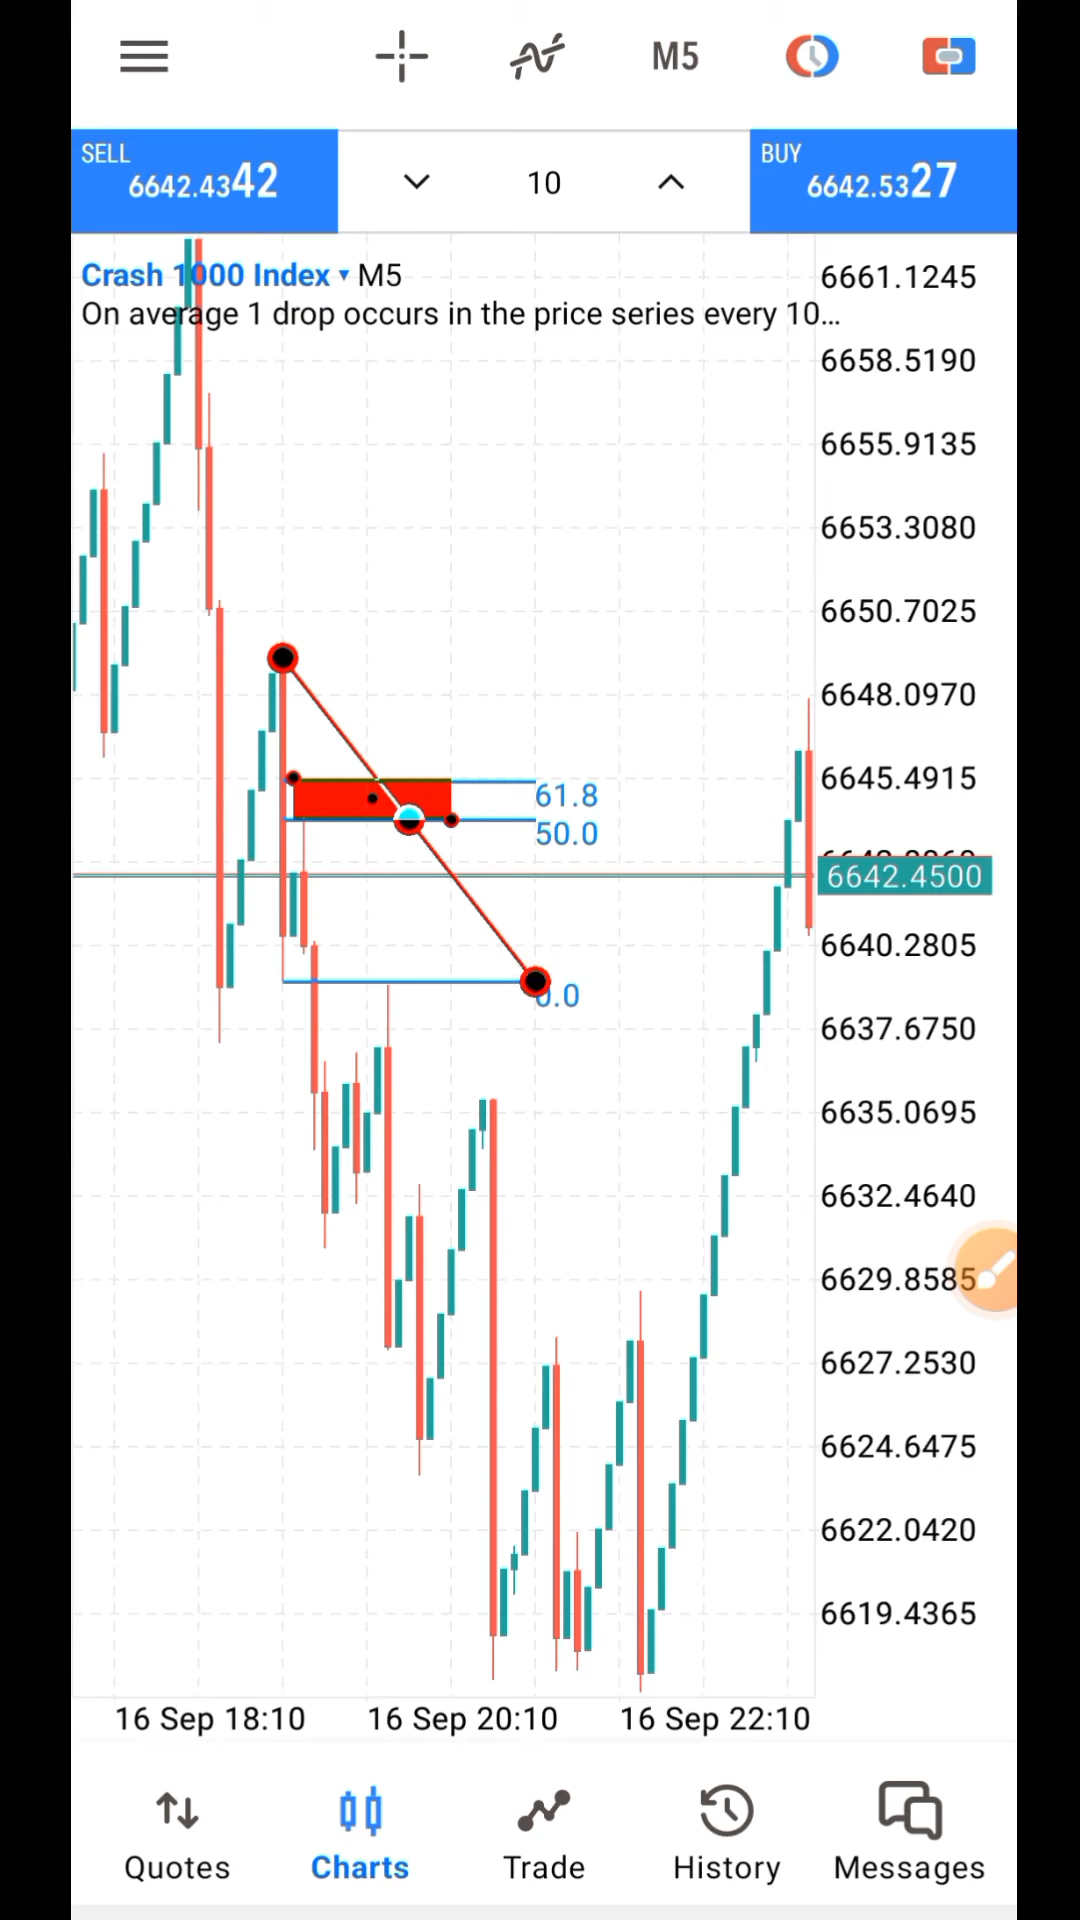 M5
SELL
6642.4342
10
BUY
6642.5327
Crash 1000 Index ▾ M5
On average 1 drop occurs in the price series every 10...
6661.1245
6658.5190
6655.9135
6653.3080
6650.7025
6648.0970
6645.4915
6642.4500
6640.2805
6637.6750
6635.0695
6632.4640
6629.8585
6627.2530
6624.6475
6622.0420
6619.4365
61.8
50.0
0.0
16 Sep 18:10
16 Sep 20:10
16 Sep 22:10
Quotes
Charts
Trade
History
Messages